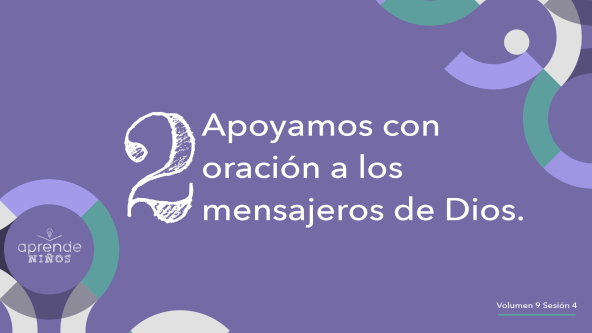 2
Apoyamos con
oración a los
mensajeros de Dios.
aprende
NIÑOS
Volumen 9 Sesión 4